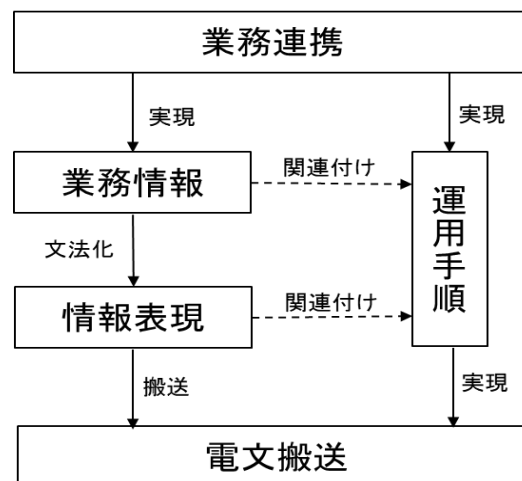 業務連携
実現
実現
業務情報
関連付け
運用手順
文法化
情報表現
関連付け
搬送
実現
電文搬送